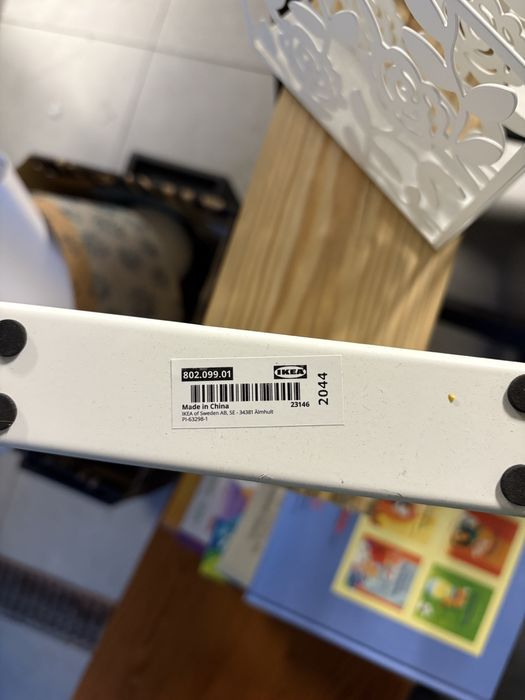 802.099.01
IKEA
Made in China
23146
IKEA of Sweden AB, SE - 34381 Älmhult
PI-63298-1
2044